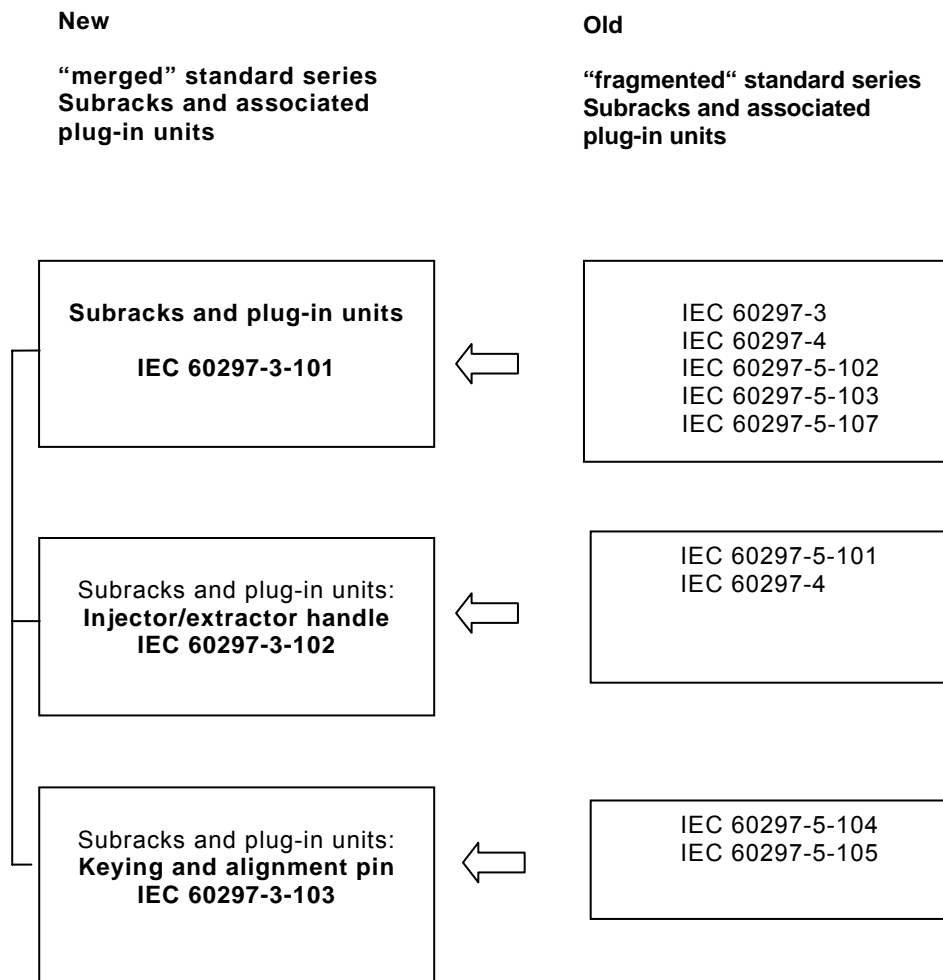 New
“merged” standard series
Subracks and associated
plug-in units
Old
“fragmented“ standard series
Subracks and associated
plug-in units
Subracks and plug-in units
IEC 60297-3-101
IEC 60297-3
IEC 60297-4
IEC 60297-5-102
IEC 60297-5-103
IEC 60297-5-107
Subracks and plug-in units:
Injector/extractor handle
IEC 60297-3-102
IEC 60297-5-101
IEC 60297-4
Subracks and plug-in units:
Keying and alignment pin
IEC 60297-3-103
IEC 60297-5-104
IEC 60297-5-105